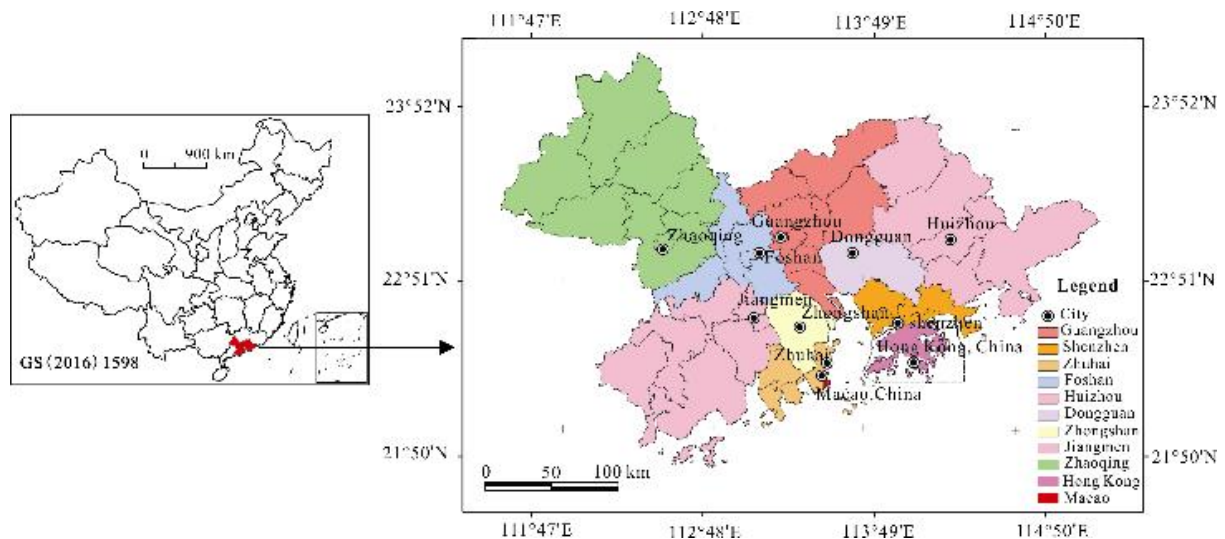 111°47'E
112°48'E
113°49'E
114°50'E
23°52'N
23°52'N
0 900 km
GS (2016) 1598
Guangzhou
Huizhou
Zhaoqing
Dongguan
Foshan
22°51'N
22°51'N
Jiangmen
Zhongshan
shenzhen
Zhuhai
Hong Kong, China
Macao,China
Legend
City
Guangzhou
Shenzhen
Zhuhai
Foshan
Huizhou
Dongguan
Zhongshan
Jiangmen
Zhaoqing
Hong Kong
Macao
21°50'N
21°50'N
0 50 100 km
111°47'E
112°48'E
113°49'E
114°50'E